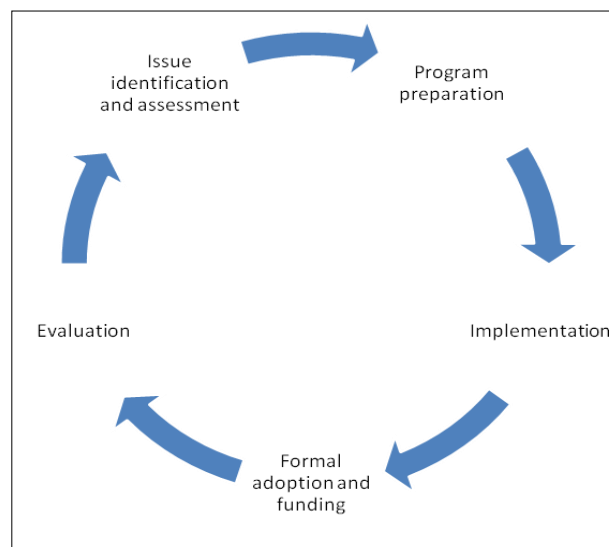 Issue
identification
and assessment
Program
preparation
Implementation
Formal
adoption and
funding
Evaluation